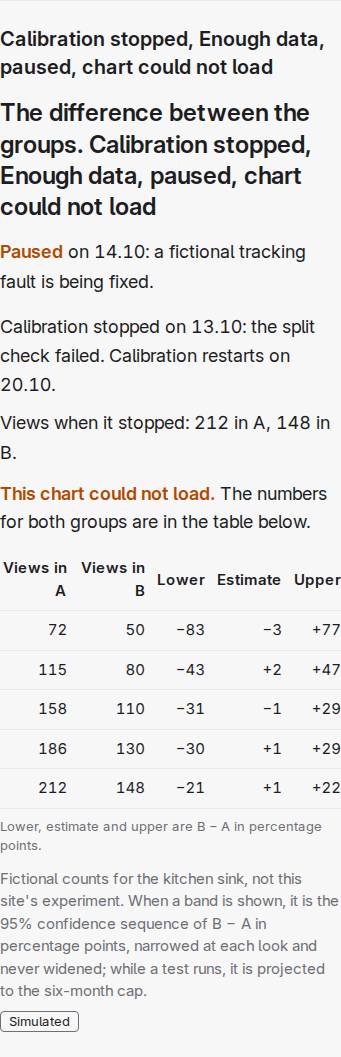 Calibration stopped, Enough data,
paused, chart could not load
The difference between the
groups. Calibration stopped,
Enough data, paused, chart
could not load
Paused on 14.10: a fictional tracking
fault is being fixed.
Calibration stopped on 13.10: the split
check failed. Calibration restarts on
20.10.
Views when it stopped: 212 in A, 148 in
B.
This chart could not load. The numbers
for both groups are in the table below.
Views in A Views in B Lower Estimate Upper
72 50 −83 −3 +77
115 80 −43 +2 +47
158 110 −31 −1 +29
186 130 −30 +1 +29
212 148 −21 +1 +22
Lower, estimate and upper are B − A in percentage
points.
Fictional counts for the kitchen sink, not this
site's experiment. When a band is shown, it is the
95% confidence sequence of B − A in
percentage points, narrowed at each look and
never widened; while a test runs, it is projected
to the six-month cap.
Simulated